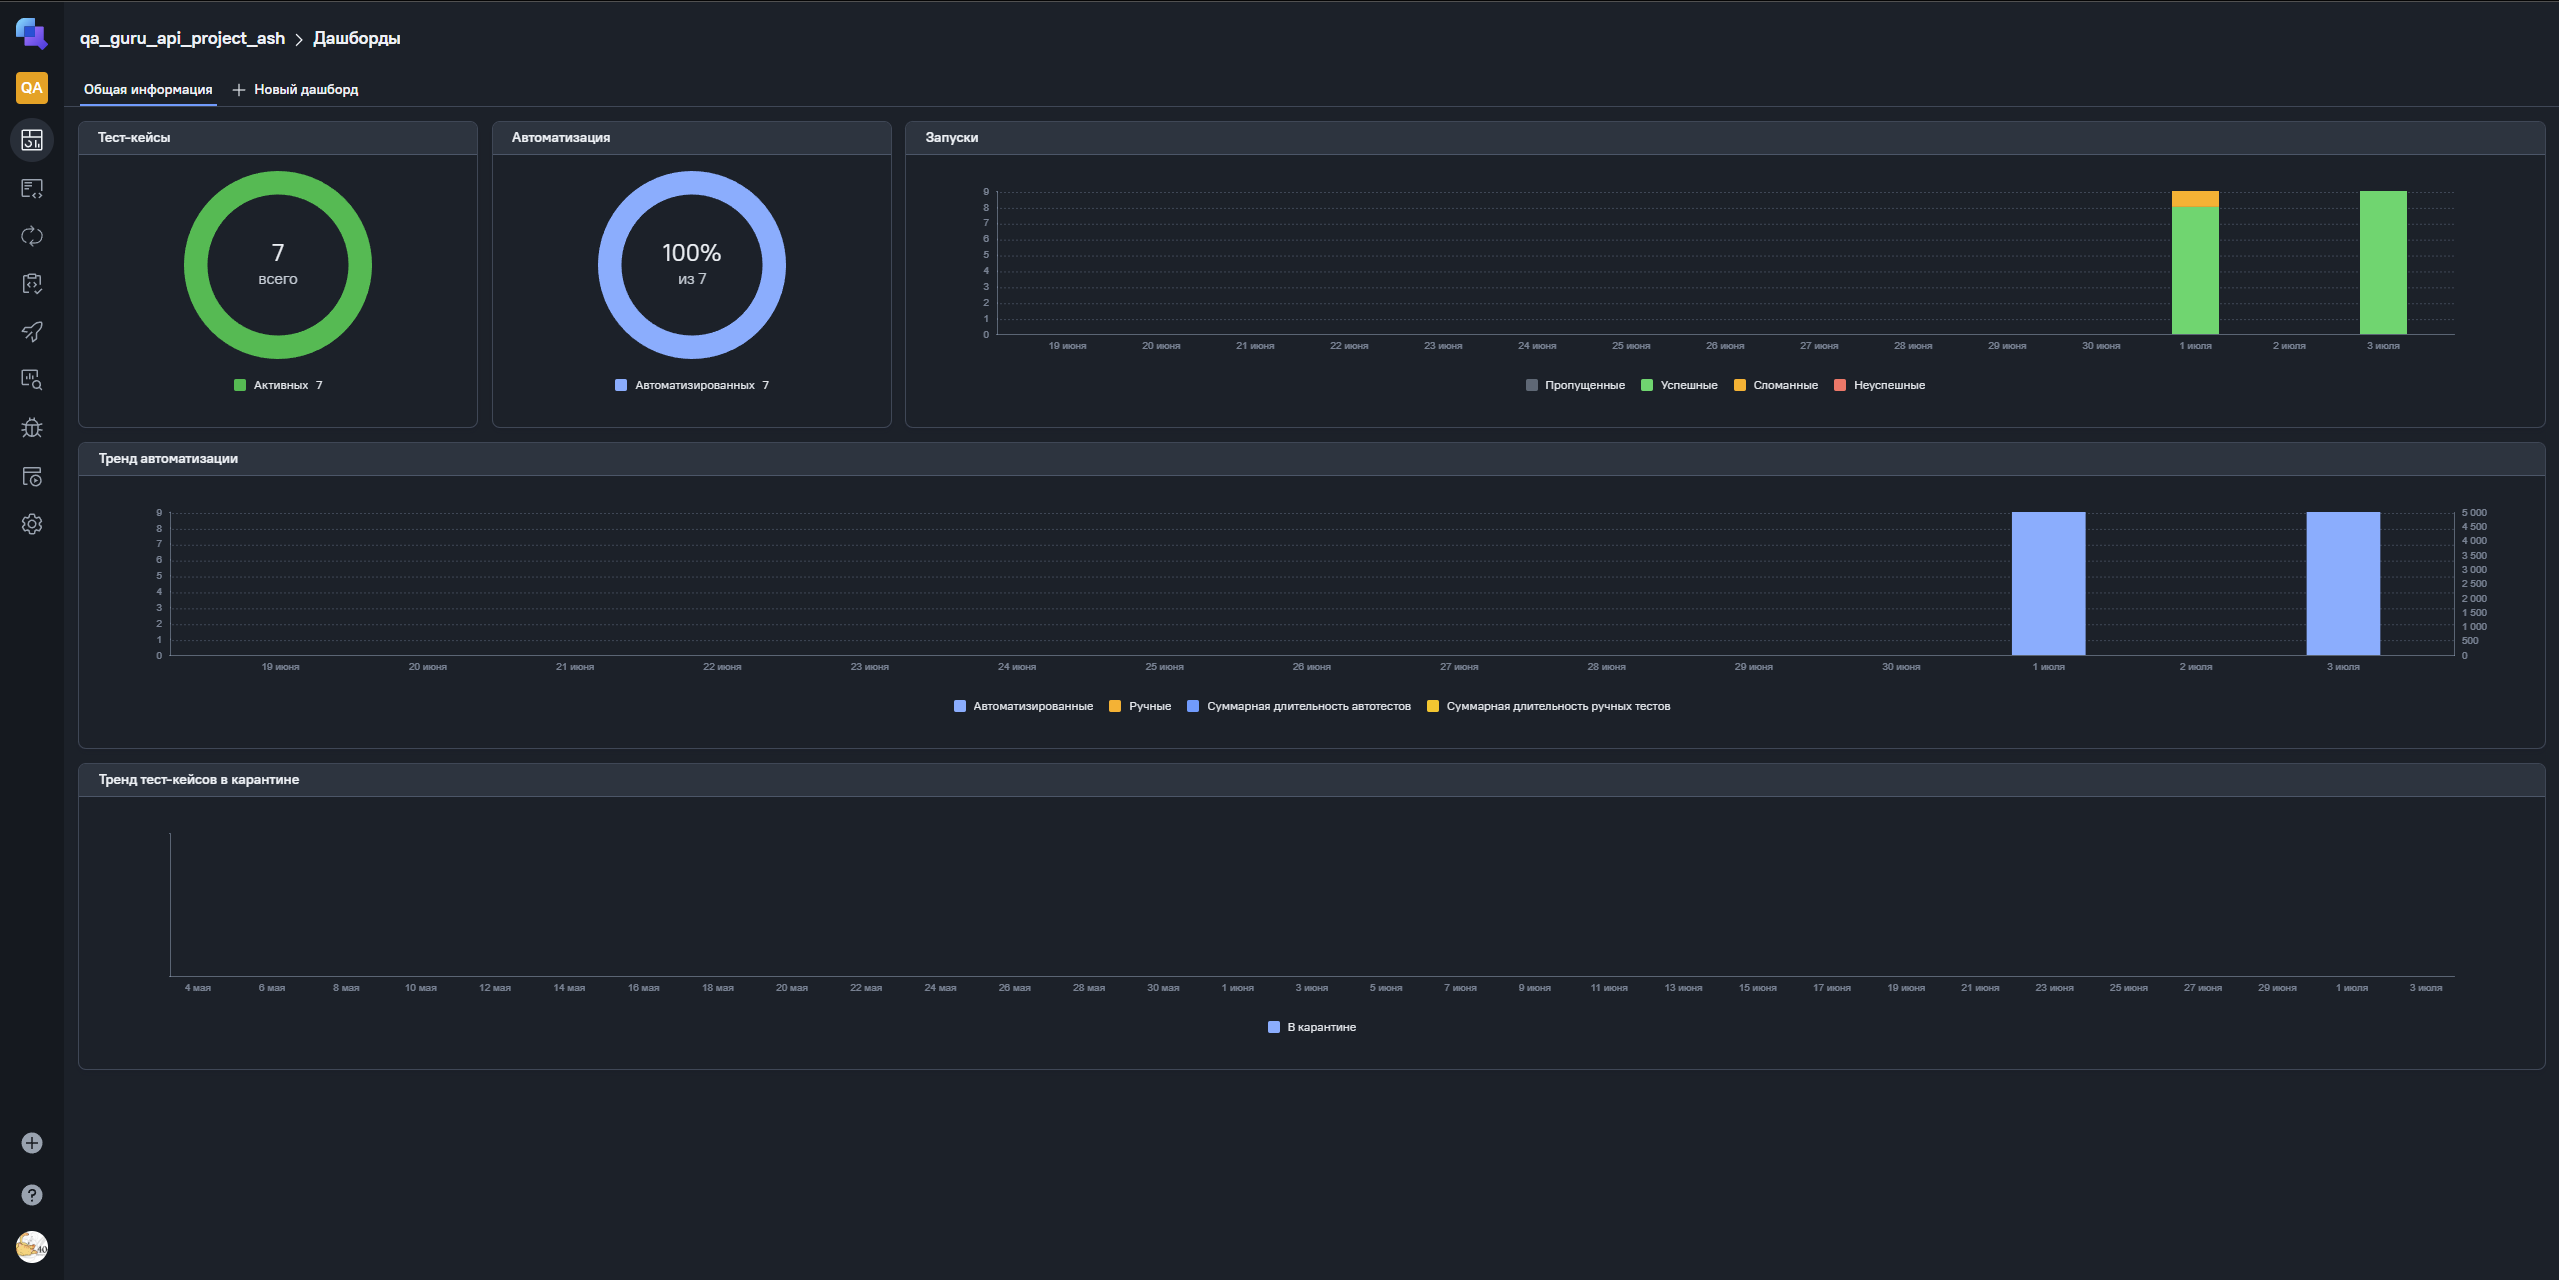 qa_guru_api_project_ash > Дашборды
QA
Общая информация + Новый дашборд
Тест-кейсы
7
всего
Активных 7
Автоматизация
100%
из 7
Автоматизированных 7
Запуски
9
8
7
6
5
4
3
2
1
0
19 июня 20 июня 21 июня 22 июня 23 июня 24 июня 25 июня 26 июня 27 июня 28 июня 29 июня 30 июня 1 июля 2 июля 3 июля
Пропущенные Успешные Сломанные Неуспешные
Тренд автоматизации
9
8
7
6
5
4
3
2
1
0
5 000
4 500
4 000
3 500
3 000
2 500
2 000
1 500
1 000
500
0
19 июня 20 июня 21 июня 22 июня 23 июня 24 июня 25 июня 26 июня 27 июня 28 июня 29 июня 30 июня 1 июля 2 июля 3 июля
Автоматизированные Ручные Суммарная длительность автотестов Суммарная длительность ручных тестов
Тренд тест-кейсов в карантине
4 мая 6 мая 8 мая 10 мая 12 мая 14 мая 16 мая 18 мая 20 мая 22 мая 24 мая 26 мая 28 мая 30 мая 1 июня 3 июня 5 июня 7 июня 9 июня 11 июня 13 июня 15 июня 17 июня 19 июня 21 июня 23 июня 25 июня 27 июня 29 июня 1 июля 3 июля
В карантине